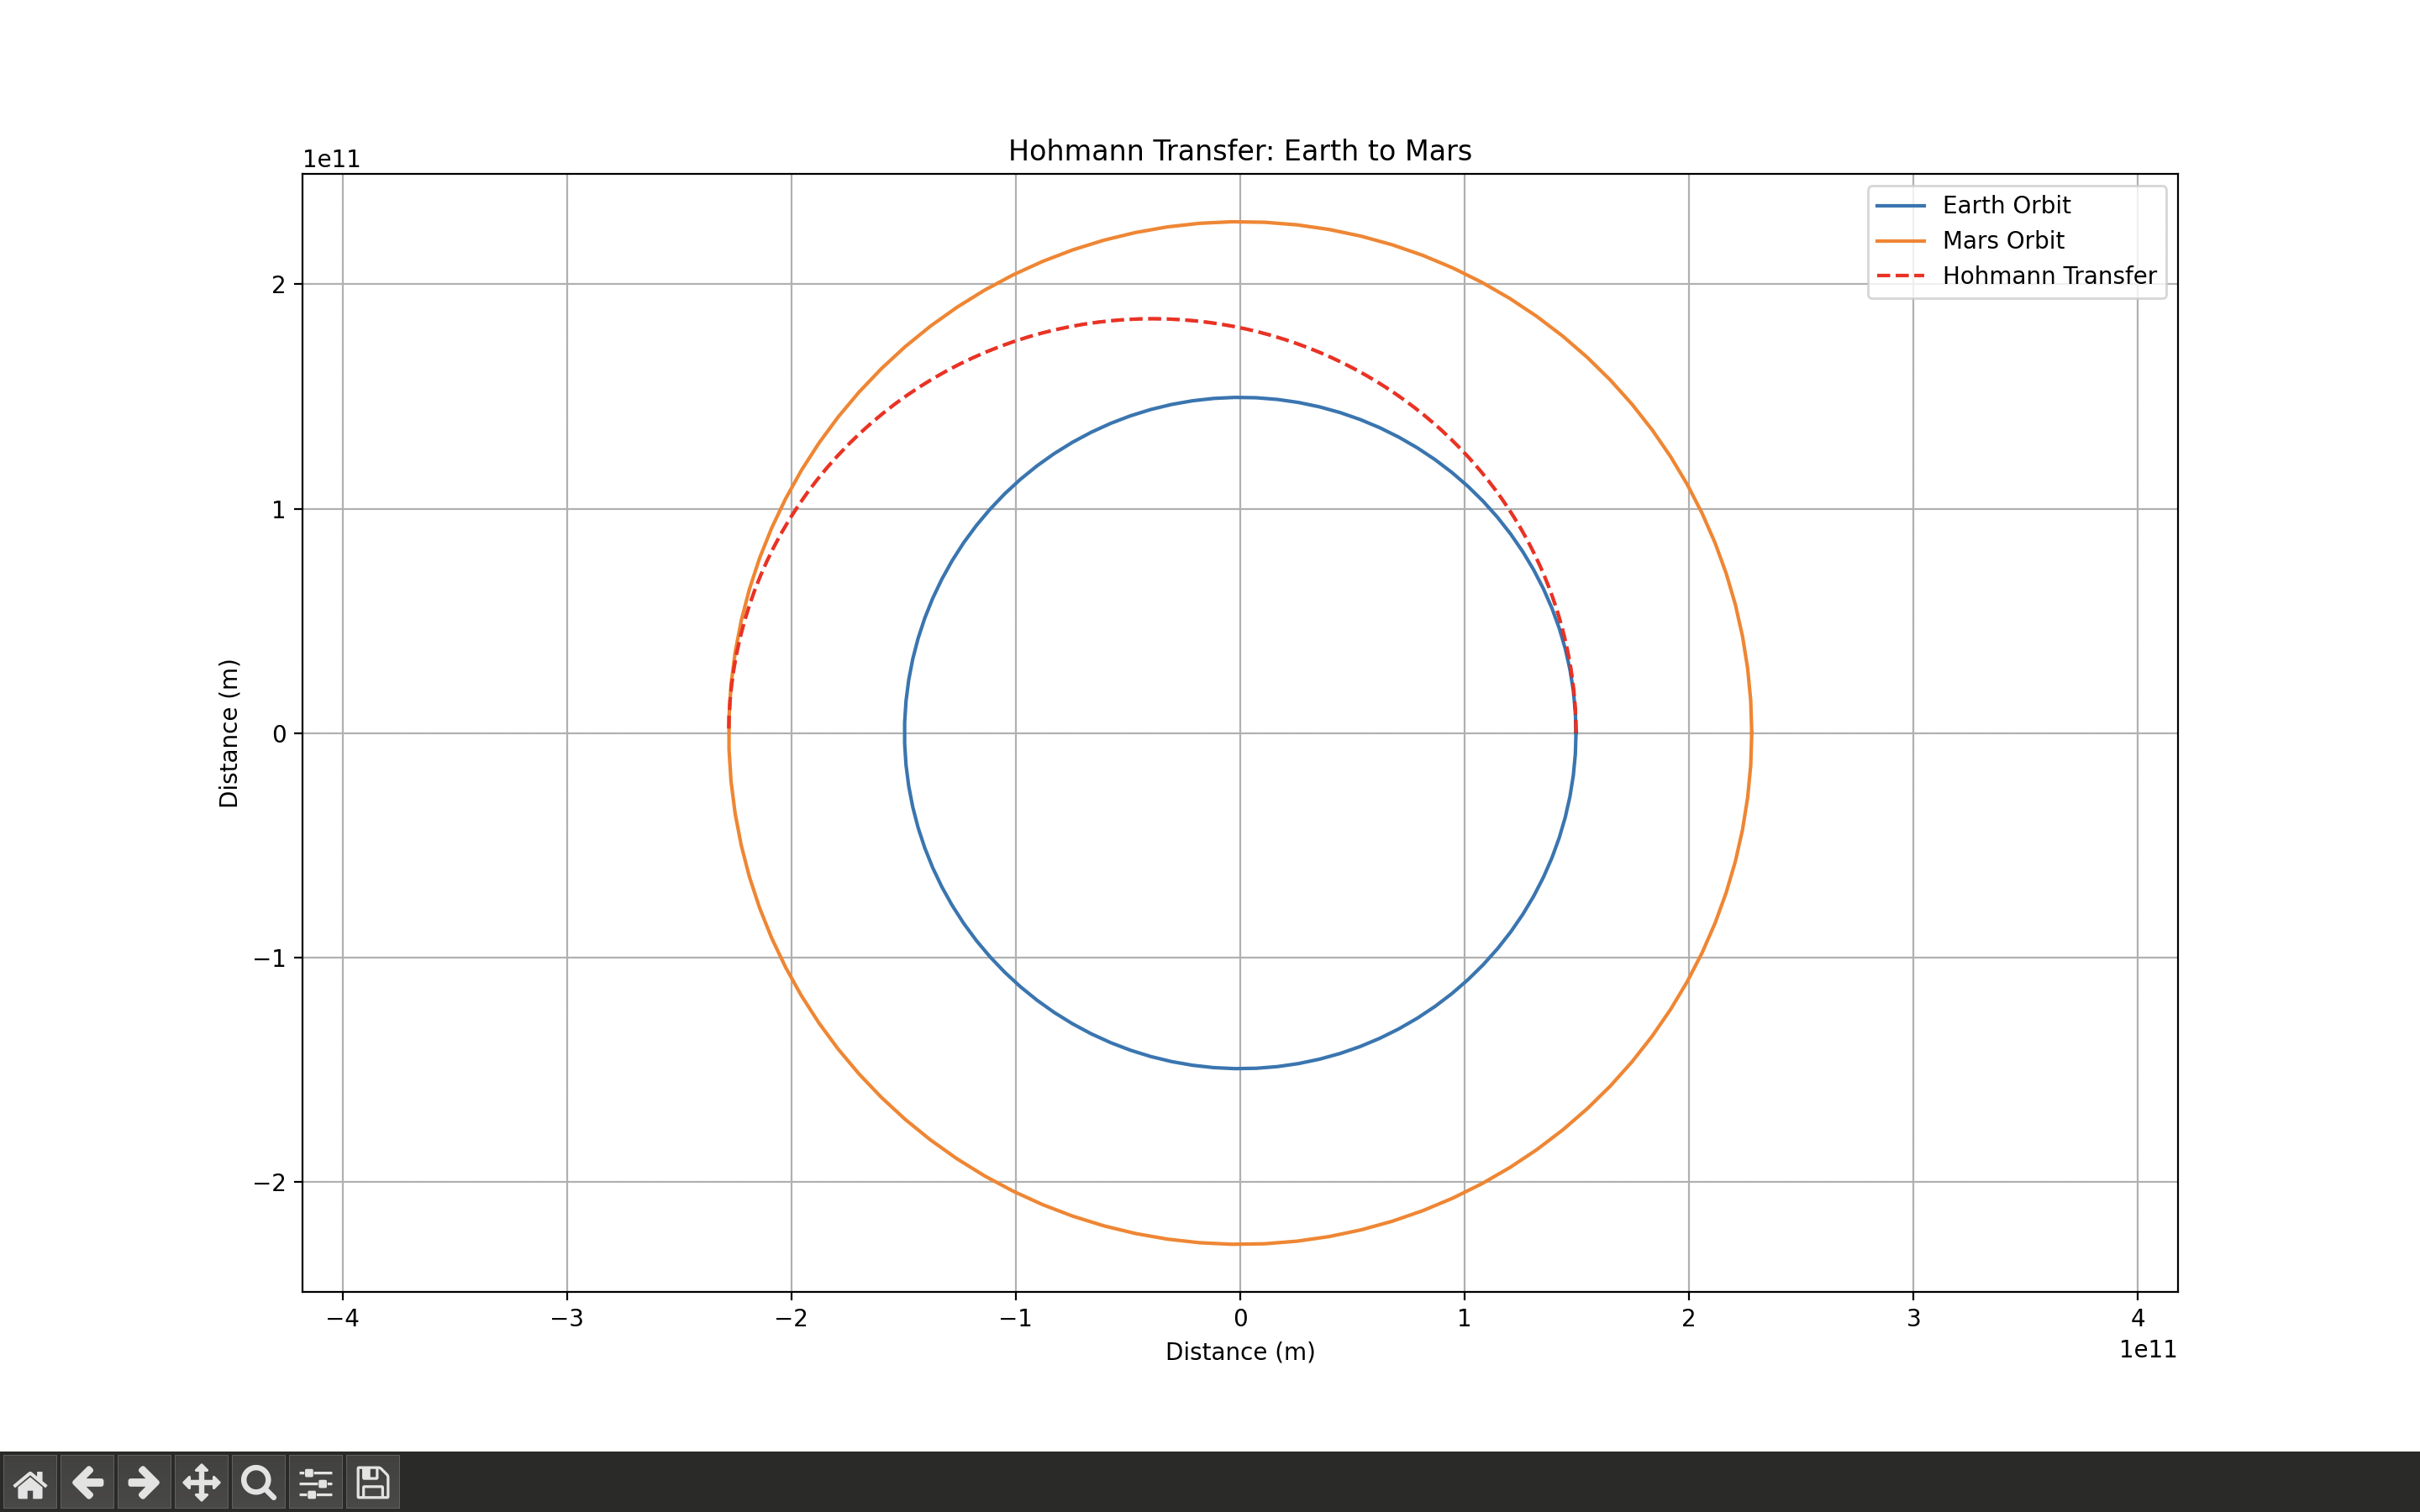 Hohmann Transfer: Earth to Mars
1e11
Earth Orbit
Mars Orbit
Hohmann Transfer
2
1
0
−1
−2
Distance (m)
−4
−3
−2
−1
0
1
2
3
4
Distance (m)
1e11